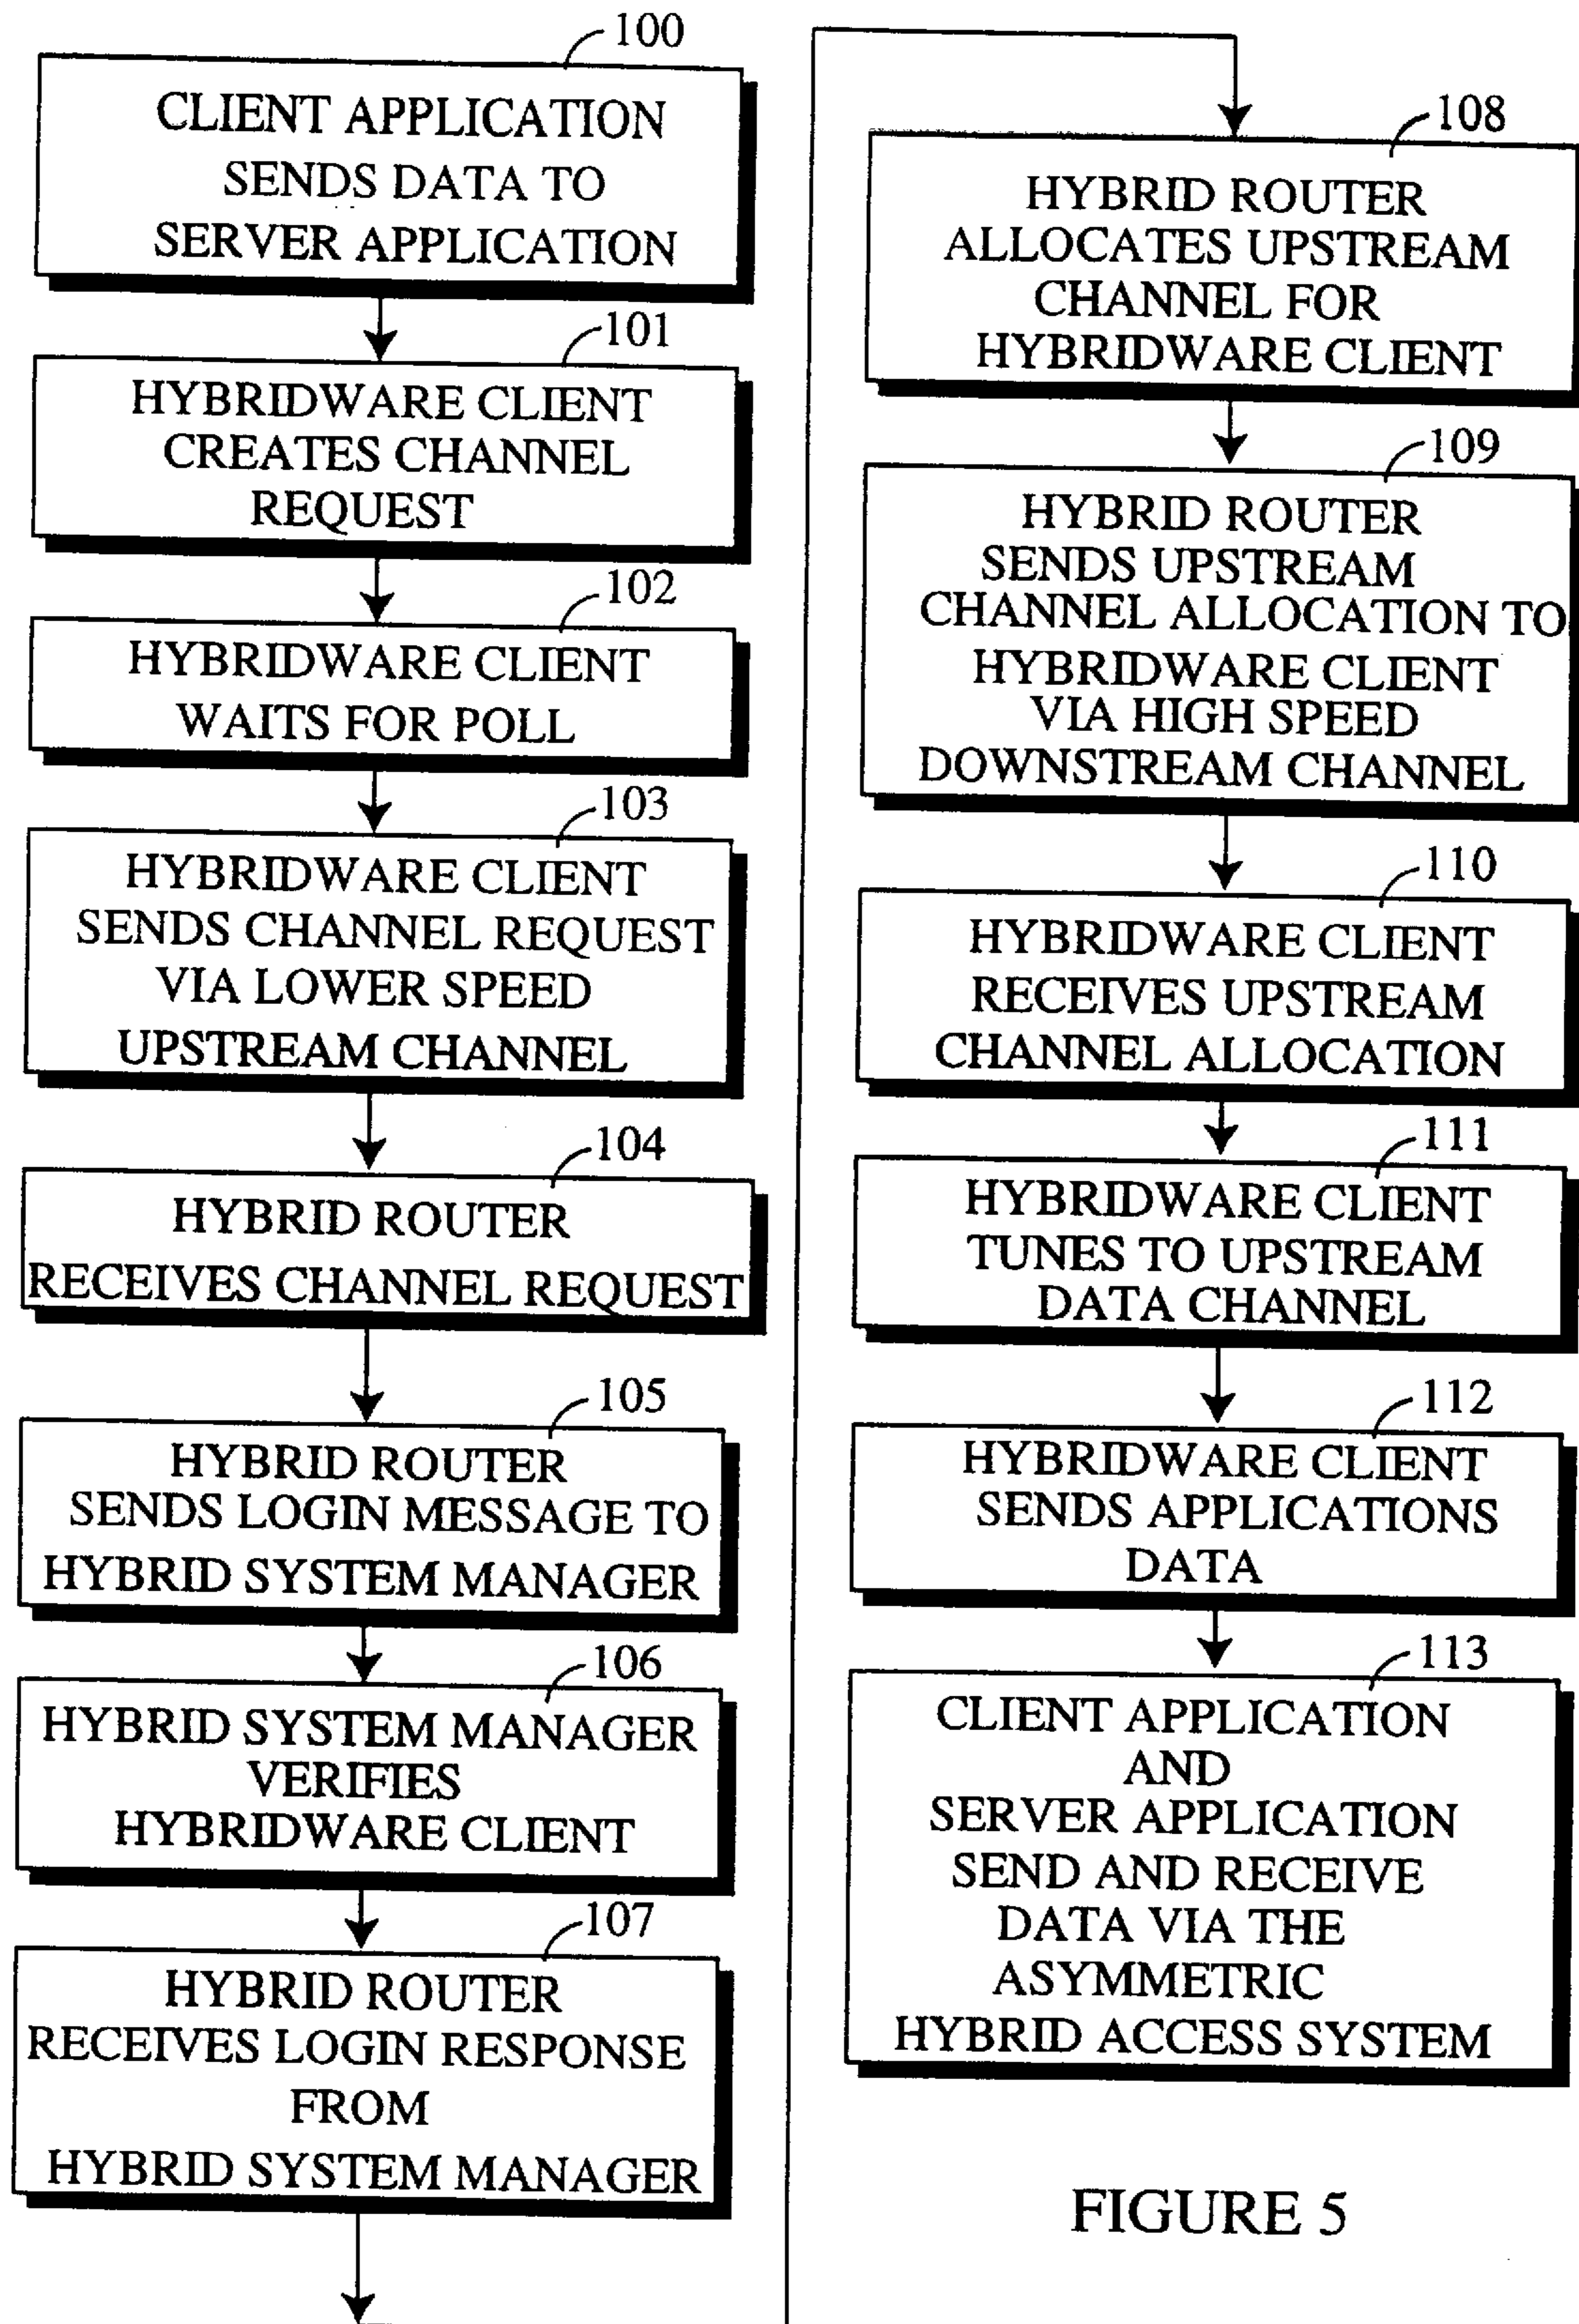 100
CLIENT APPLICATION
SENDS DATA TO
SERVER APPLICATION
101
HYBRIDWARE CLIENT
CREATES CHANNEL
REQUEST
102
HYBRIDWARE CLIENT
WAITS FOR POLL
103
HYBRIDWARE CLIENT
SENDS CHANNEL REQUEST
VIA LOWER SPEED
UPSTREAM CHANNEL
104
HYBRID ROUTER
RECEIVES CHANNEL REQUEST
105
HYBRID ROUTER
SENDS LOGIN MESSAGE TO
HYBRID SYSTEM MANAGER
106
HYBRID SYSTEM MANAGER
VERIFIES
HYBRIDWARE CLIENT
107
HYBRID ROUTER
RECEIVES LOGIN RESPONSE
FROM
HYBRID SYSTEM MANAGER
108
HYBRID ROUTER
ALLOCATES UPSTREAM
CHANNEL FOR
HYBRIDWARE CLIENT
109
HYBRID ROUTER
SENDS UPSTREAM
CHANNEL ALLOCATION TO
HYBRIDWARE CLIENT
VIA HIGH SPEED
DOWNSTREAM CHANNEL
110
HYBRIDWARE CLIENT
RECEIVES UPSTREAM
CHANNEL ALLOCATION
111
HYBRIDWARE CLIENT
TUNES TO UPSTREAM
DATA CHANNEL
112
HYBRIDWARE CLIENT
SENDS APPLICATIONS
DATA
113
CLIENT APPLICATION
AND
SERVER APPLICATION
SEND AND RECEIVE
DATA VIA THE
ASYMMETRIC
HYBRID ACCESS SYSTEM
FIGURE 5